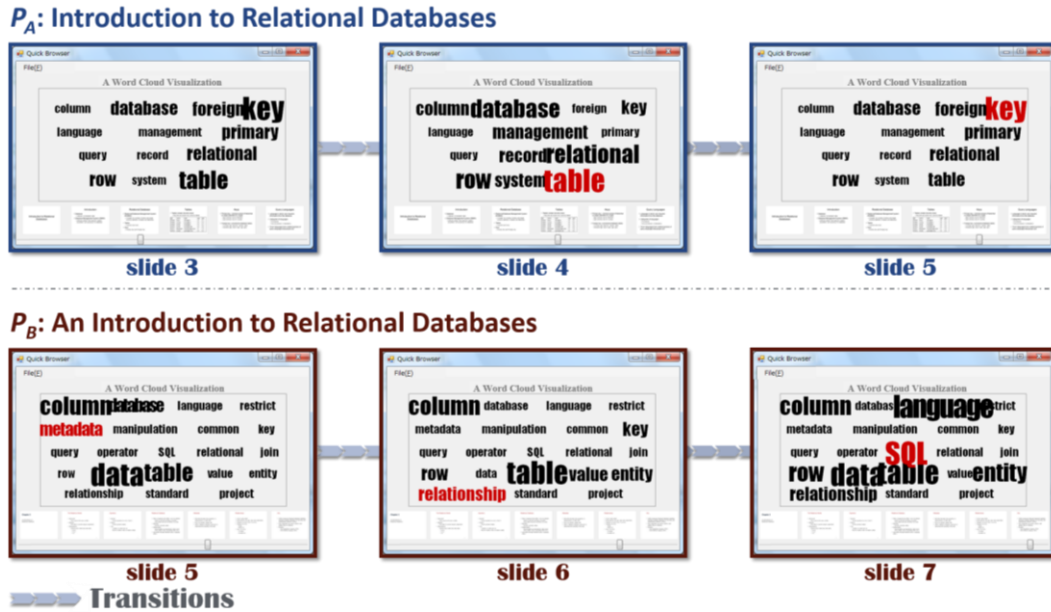 P_A: Introduction to Relational Databases
Quick Browser
File(F)
A Word Cloud Visualization
column database foreign key
language management primary
query record relational
row system table
slide 3
Quick Browser
File(F)
A Word Cloud Visualization
column database foreign key
language management primary
query record relational
row system table
slide 4
Quick Browser
File(F)
A Word Cloud Visualization
column database foreign key
language management primary
query record relational
row system table
slide 5
P_B: An Introduction to Relational Databases
Quick Browser
File(F)
A Word Cloud Visualization
column database language restrict
metadata manipulation common key
query operator SQL relational join
row data table value entity
relationship standard project
slide 5
Quick Browser
File(F)
A Word Cloud Visualization
column database language restrict
metadata manipulation common key
query operator SQL relational join
row data table value entity
relationship standard project
slide 6
Quick Browser
File(F)
A Word Cloud Visualization
column databas language trict
metadata manipulation common key
query operator SQL relational join
row data table value entity
relationship standard project
slide 7
Transitions